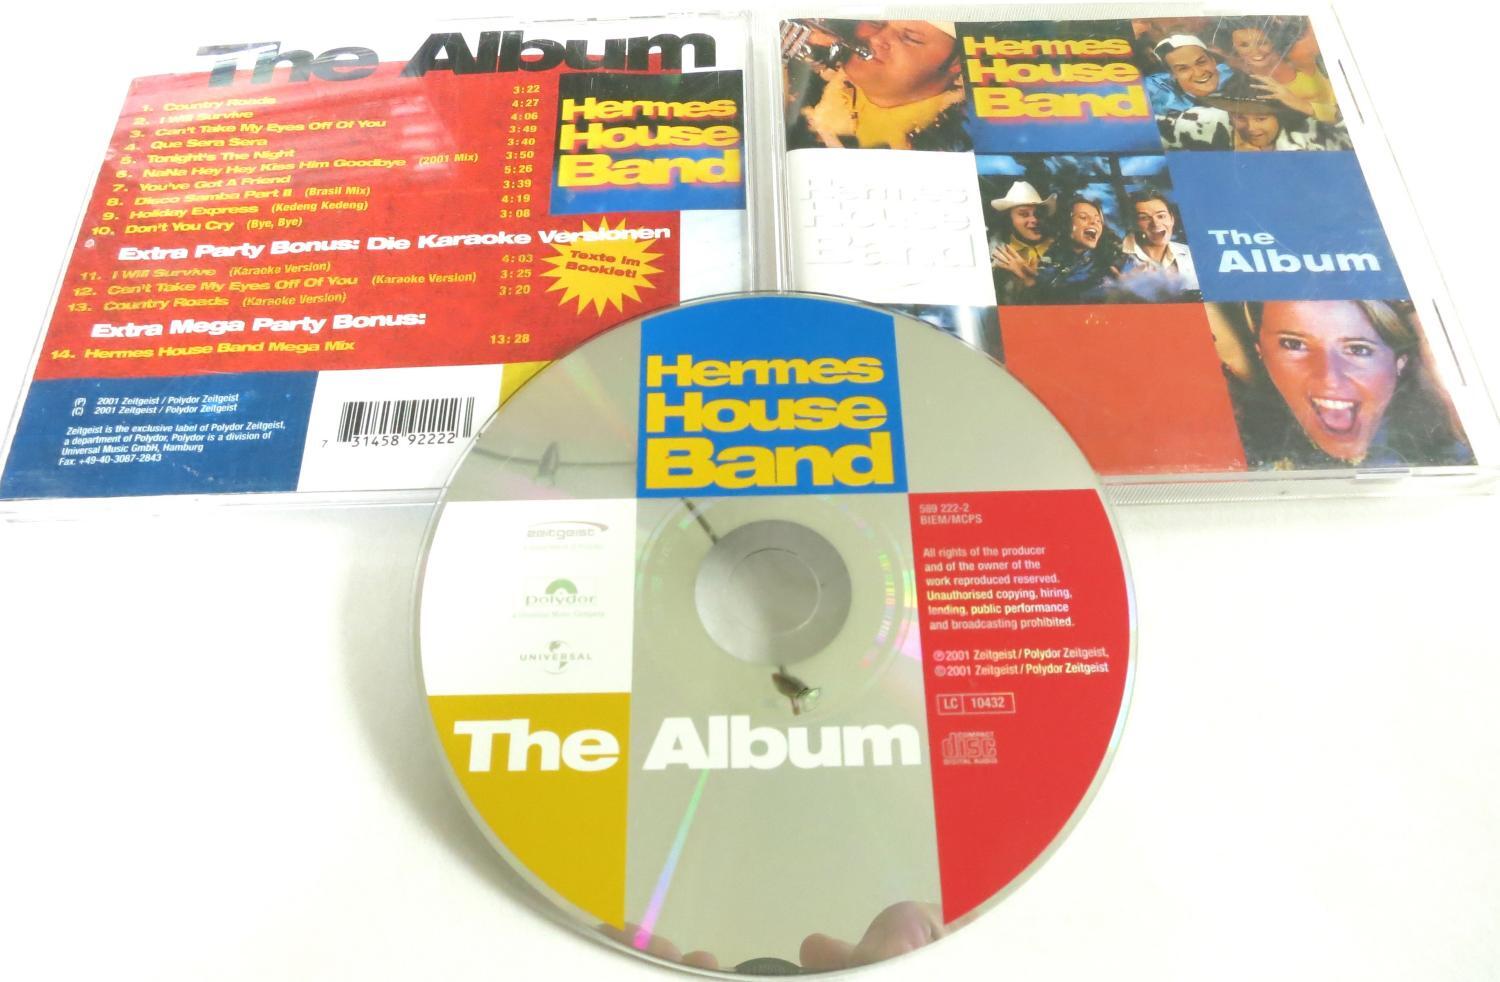 The Album
1. Country Roads 3:22
2. I Will Survive 4:27
3. Can't Take My Eyes Off Of You 4:06
4. Que Sera Sera 3:49
5. Tonight's The Night 3:40
6. NaNa Hey Hey Kiss Him Goodbye (2001 Mix) 3:50
7. You've Got A Friend 5:26
8. Disco Samba Part II (Brasil Mix) 3:39
9. Holiday Express (Kedeng Kedeng) 4:19
10. Don't You Cry (Bye, Bye) 3:08
Extra Party Bonus: Die Karaoke Versionen
11. I Will Survive (Karaoke Version) 4:03
12. Can't Take My Eyes Off Of You (Karaoke Version) 3:25
13. Country Roads (Karaoke Version) 3:20
Extra Mega Party Bonus:
14. Hermes House Band Mega Mix 13:28
Hermes
House
Band
Texte im
Booklet!
(P) 2001 Zeitgeist / Polydor Zeitgeist
(C) 2001 Zeitgeist / Polydor Zeitgeist
Zeitgeist is the exclusive label of Polydor Zeitgeist,
a department of Polydor, Polydor is a division of
Universal Music GmbH, Hamburg
Fax: +49-40-3087-2843
7 31458 92222
Hermes
House
Band
Hermes
House
Band
The
Album
Hermes
House
Band
zeitgeist
polydor
a Universal Music Company
UNIVERSAL
589 222-2
BIEM/MCPS
All rights of the producer
and of the owner of the
work reproduced reserved.
Unauthorised copying, hiring,
lending, public performance
and broadcasting prohibited.
℗2001 Zeitgeist / Polydor Zeitgeist,
©2001 Zeitgeist / Polydor Zeitgeist
LC 10432
COMPACT
disc
DIGITAL AUDIO
The Album